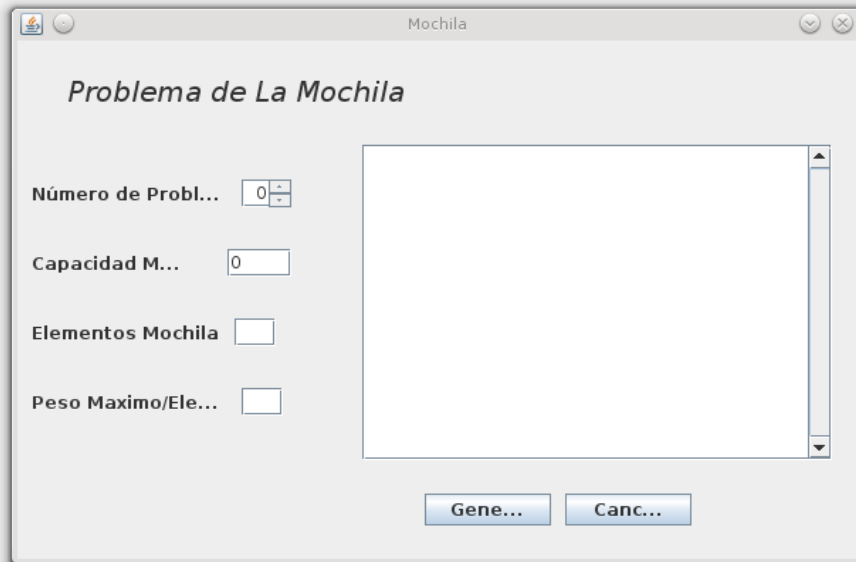 Mochila
Problema de La Mochila
Número de Probl... 0
Capacidad M... 0
Elementos Mochila
Peso Maximo/Ele...
Gene... Canc...